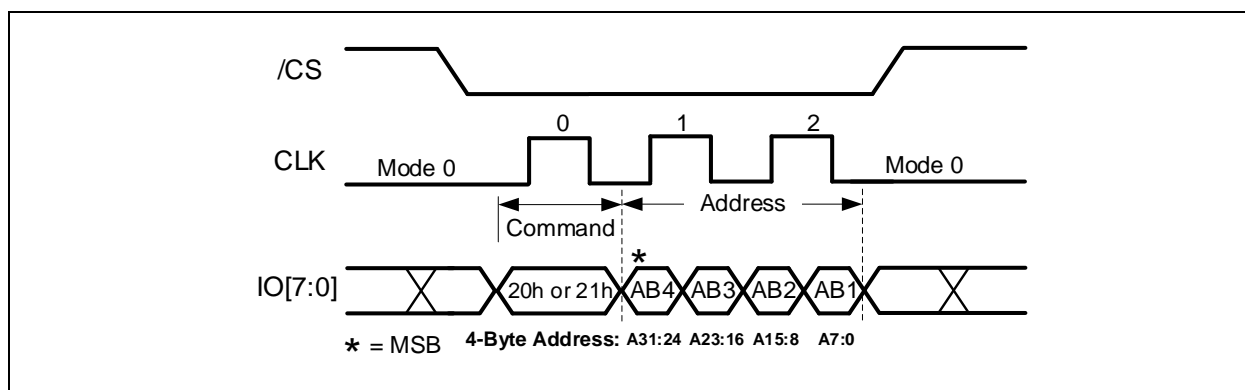 /CS
0 1 2
CLK Mode 0 Mode 0
Command Address
*
IO[7:0] 20h or 21h AB4 AB3 AB2 AB1
* = MSB 4-Byte Address: A31:24 A23:16 A15:8 A7:0